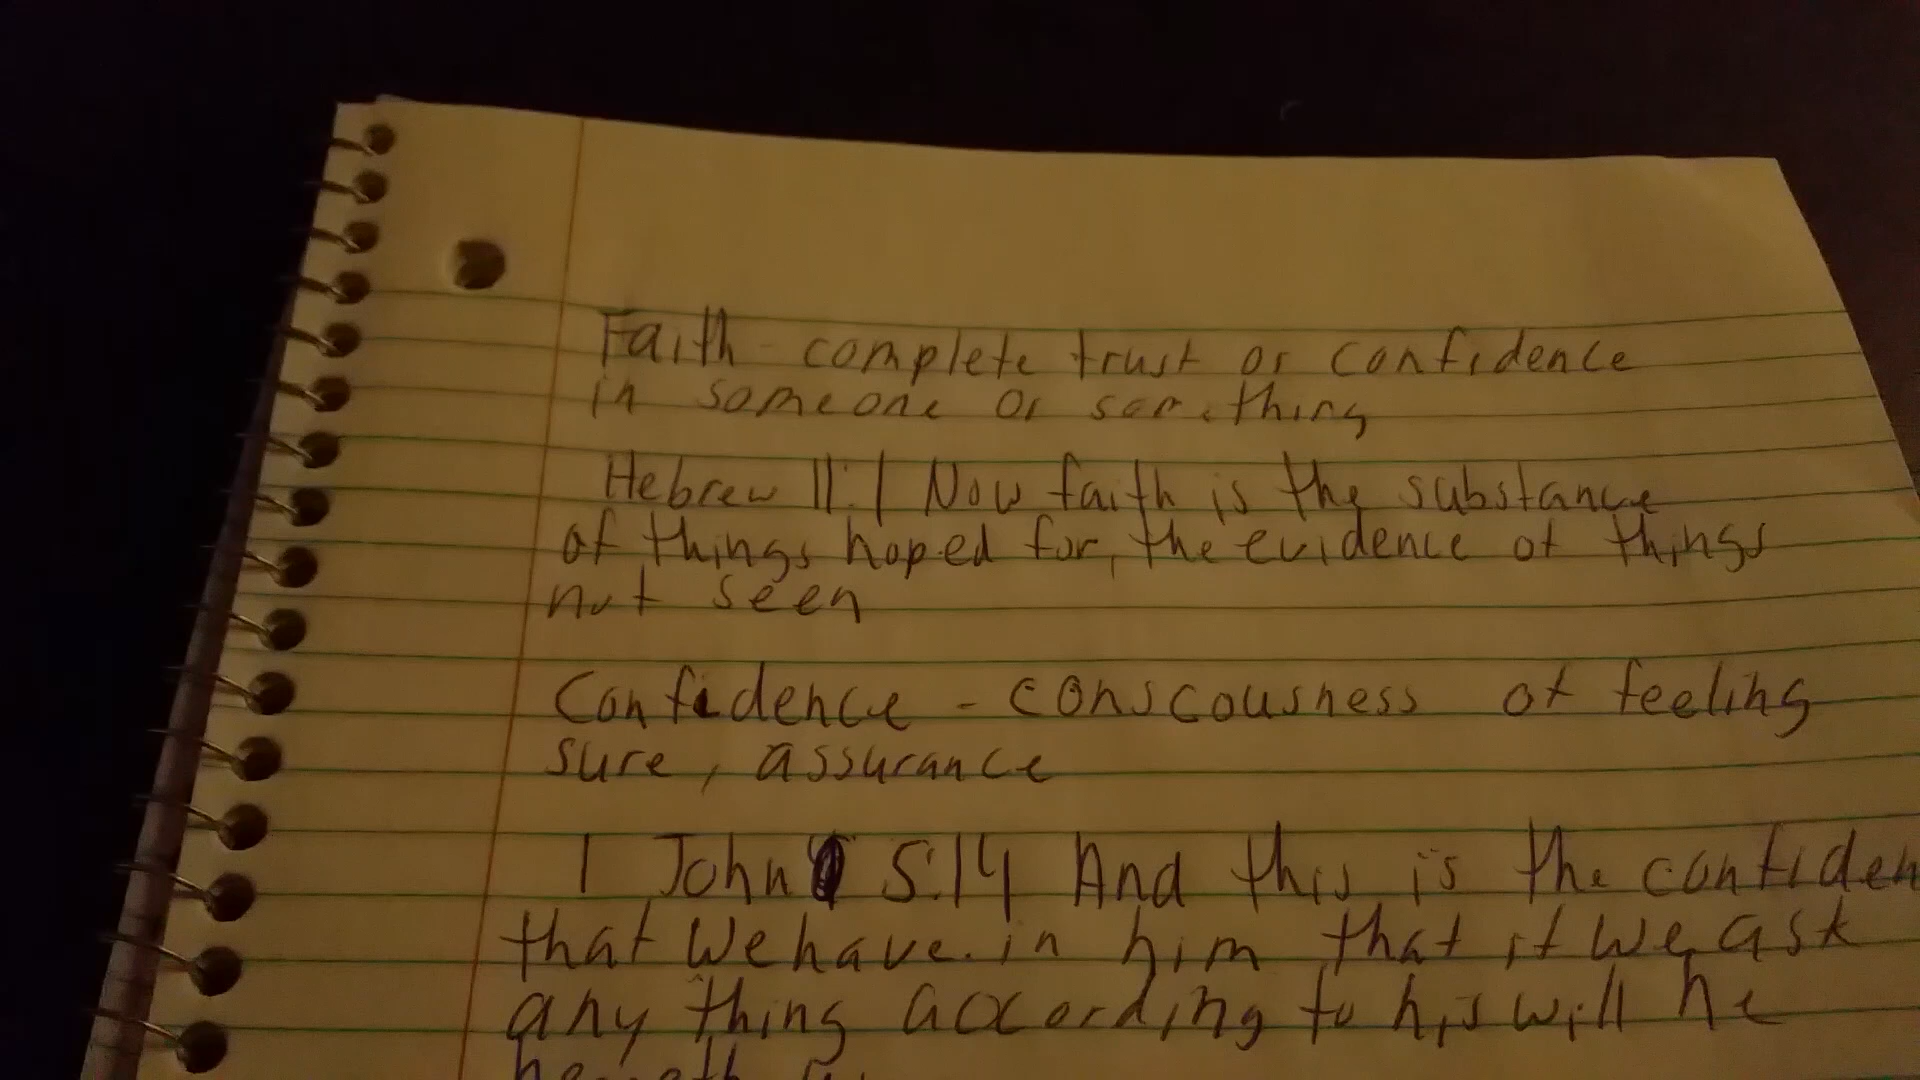 Faith - complete trust or confidence
in someone or something
Hebrew 11:1 Now faith is the substance
of things hoped for, the evidence of things
not seen
Confidence - conscousness of feeling
sure, assurance
1 John 5:14 And this is the confiden
that we have in him that if we ask
any thing according to his will he